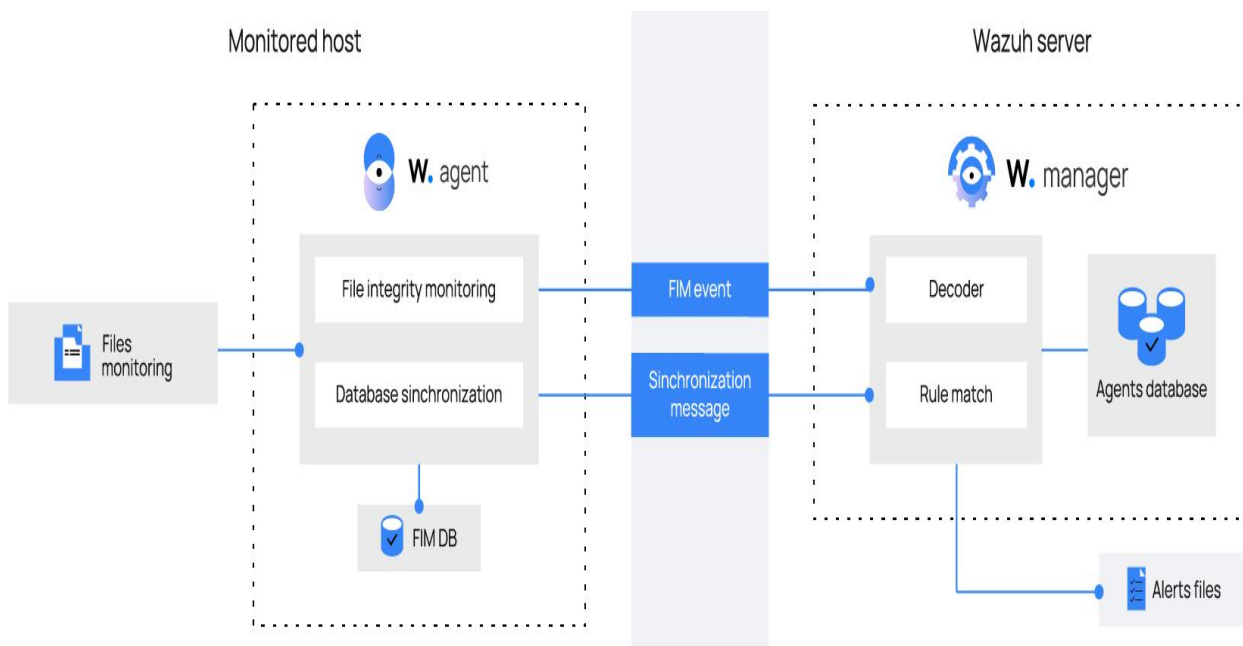 Monitored host
Wazuh server
W. agent
W. manager
File integrity monitoring
FIM event
Decoder
Files
monitoring
Database sinchronization
Sinchronization
message
Rule match
Agents database
FIM DB
Alerts files